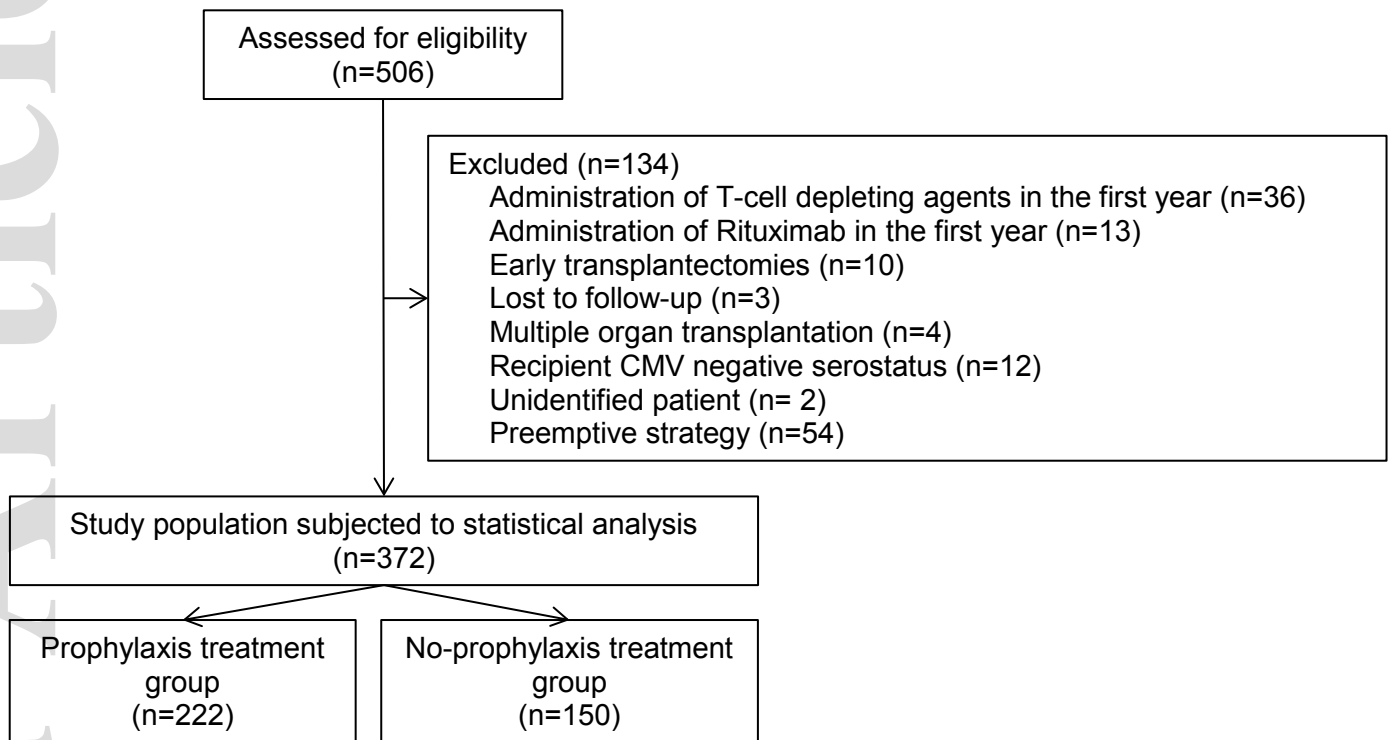 Assessed for eligibility
(n=506)
Excluded (n=134)
Administration of T-cell depleting agents in the first year (n=36)
Administration of Rituximab in the first year (n=13)
Early transplantectomies (n=10)
Lost to follow-up (n=3)
Multiple organ transplantation (n=4)
Recipient CMV negative serostatus (n=12)
Unidentified patient (n= 2)
Preemptive strategy (n=54)
Study population subjected to statistical analysis
(n=372)
Prophylaxis treatment
group
(n=222)
No-prophylaxis treatment
group
(n=150)